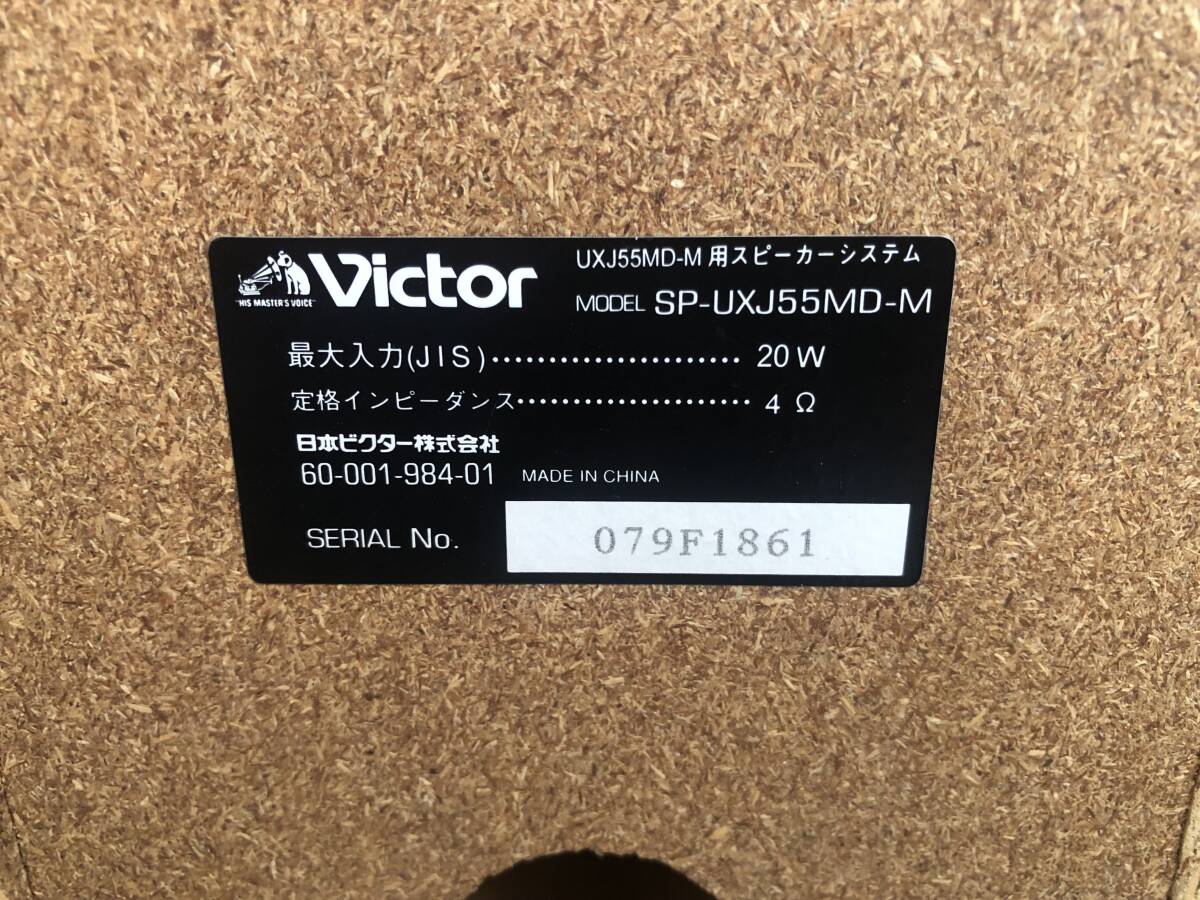 "HIS MASTER'S VOICE"
Victor
UXJ55MD-M用スピーカーシステム
MODEL SP-UXJ55MD-M
最大入力(JIS)...................... 20 W
定格インピーダンス..................... 4 Ω
日本ビクター株式会社
60-001-984-01 MADE IN CHINA
SERIAL No. 079F1861